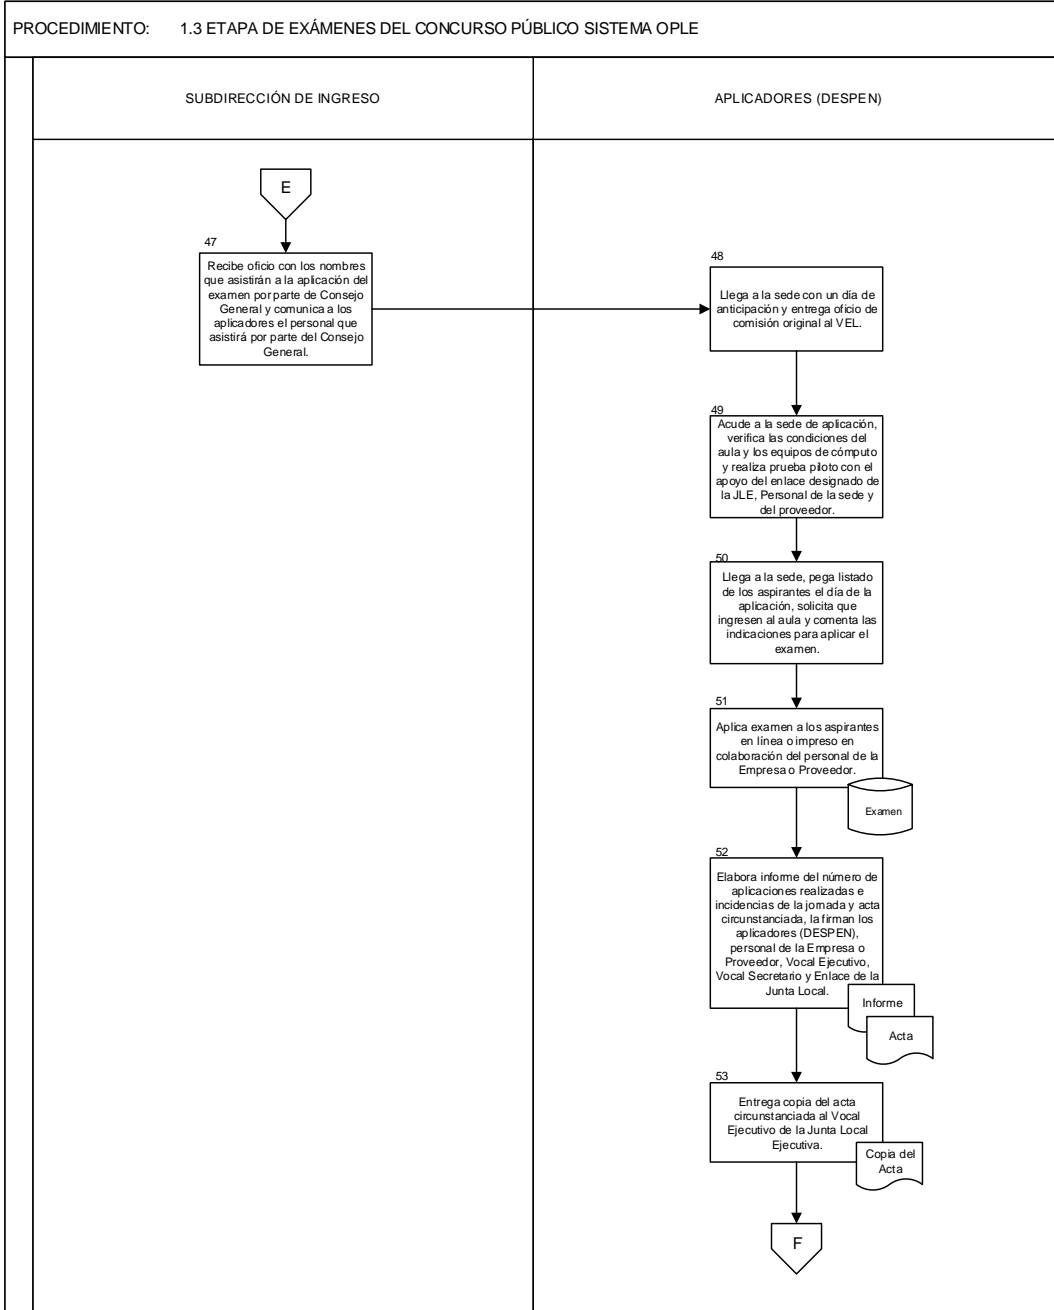 PROCEDIMIENTO: 1.3 ETAPA DE EXÁMENES DEL CONCURSO PÚBLICO SISTEMA OPLE
SUBDIRECCIÓN DE INGRESO
APLICADORES (DESPEN)
E
47
Recibe oficio con los nombres
que asistirán a la aplicación del
examen por parte de Consejo
General y comunica a los
aplicadores el personal que
asistirá por parte del Consejo
General.
48
Llega a la sede con un día de
anticipación y entrega oficio de
comisión original al VEL.
49
Acude a la sede de aplicación,
verifica las condiciones del
aula y los equipos de cómputo
y realiza prueba piloto con el
apoyo del enlace designado de
la JLE, Personal de la sede y
del proveedor.
50
Llega a la sede, pega listado
de los aspirantes el día de la
aplicación, solicita que
ingresen al aula y comenta las
indicaciones para aplicar el
examen.
51
Aplica examen a los aspirantes
en línea o impreso en
colaboración del personal de la
Empresa o Proveedor.
Examen
52
Elabora informe del número de
aplicaciones realizadas e
incidencias de la jornada y acta
circunstanciada, la firman los
aplicadores (DESPEN),
personal de la Empresa o
Proveedor, Vocal Ejecutivo,
Vocal Secretario y Enlace de la
Junta Local.
Informe
Acta
53
Entrega copia del acta
circunstanciada al Vocal
Ejecutivo de la Junta Local
Ejecutiva.
Copia del
Acta
F